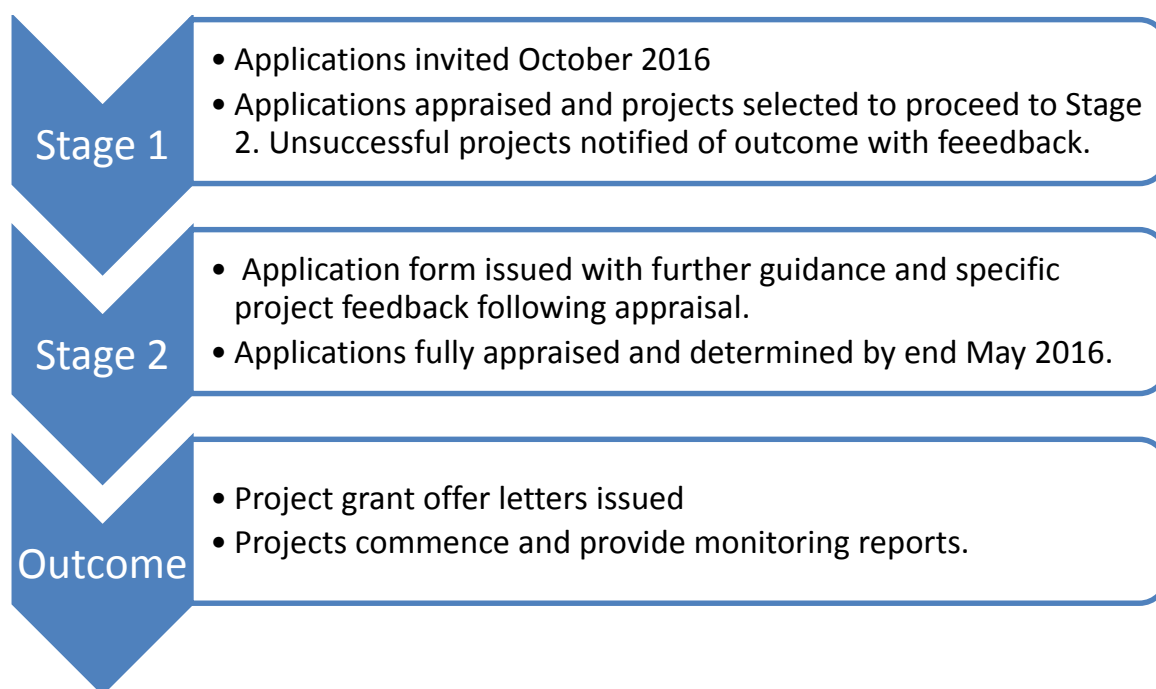 Stage 1
• Applications invited October 2016
• Applications appraised and projects selected to proceed to Stage
2. Unsuccessful projects notified of outcome with feeedback.
Stage 2
• Application form issued with further guidance and specific
project feedback following appraisal.
• Applications fully appraised and determined by end May 2016.
Outcome
• Project grant offer letters issued
• Projects commence and provide monitoring reports.